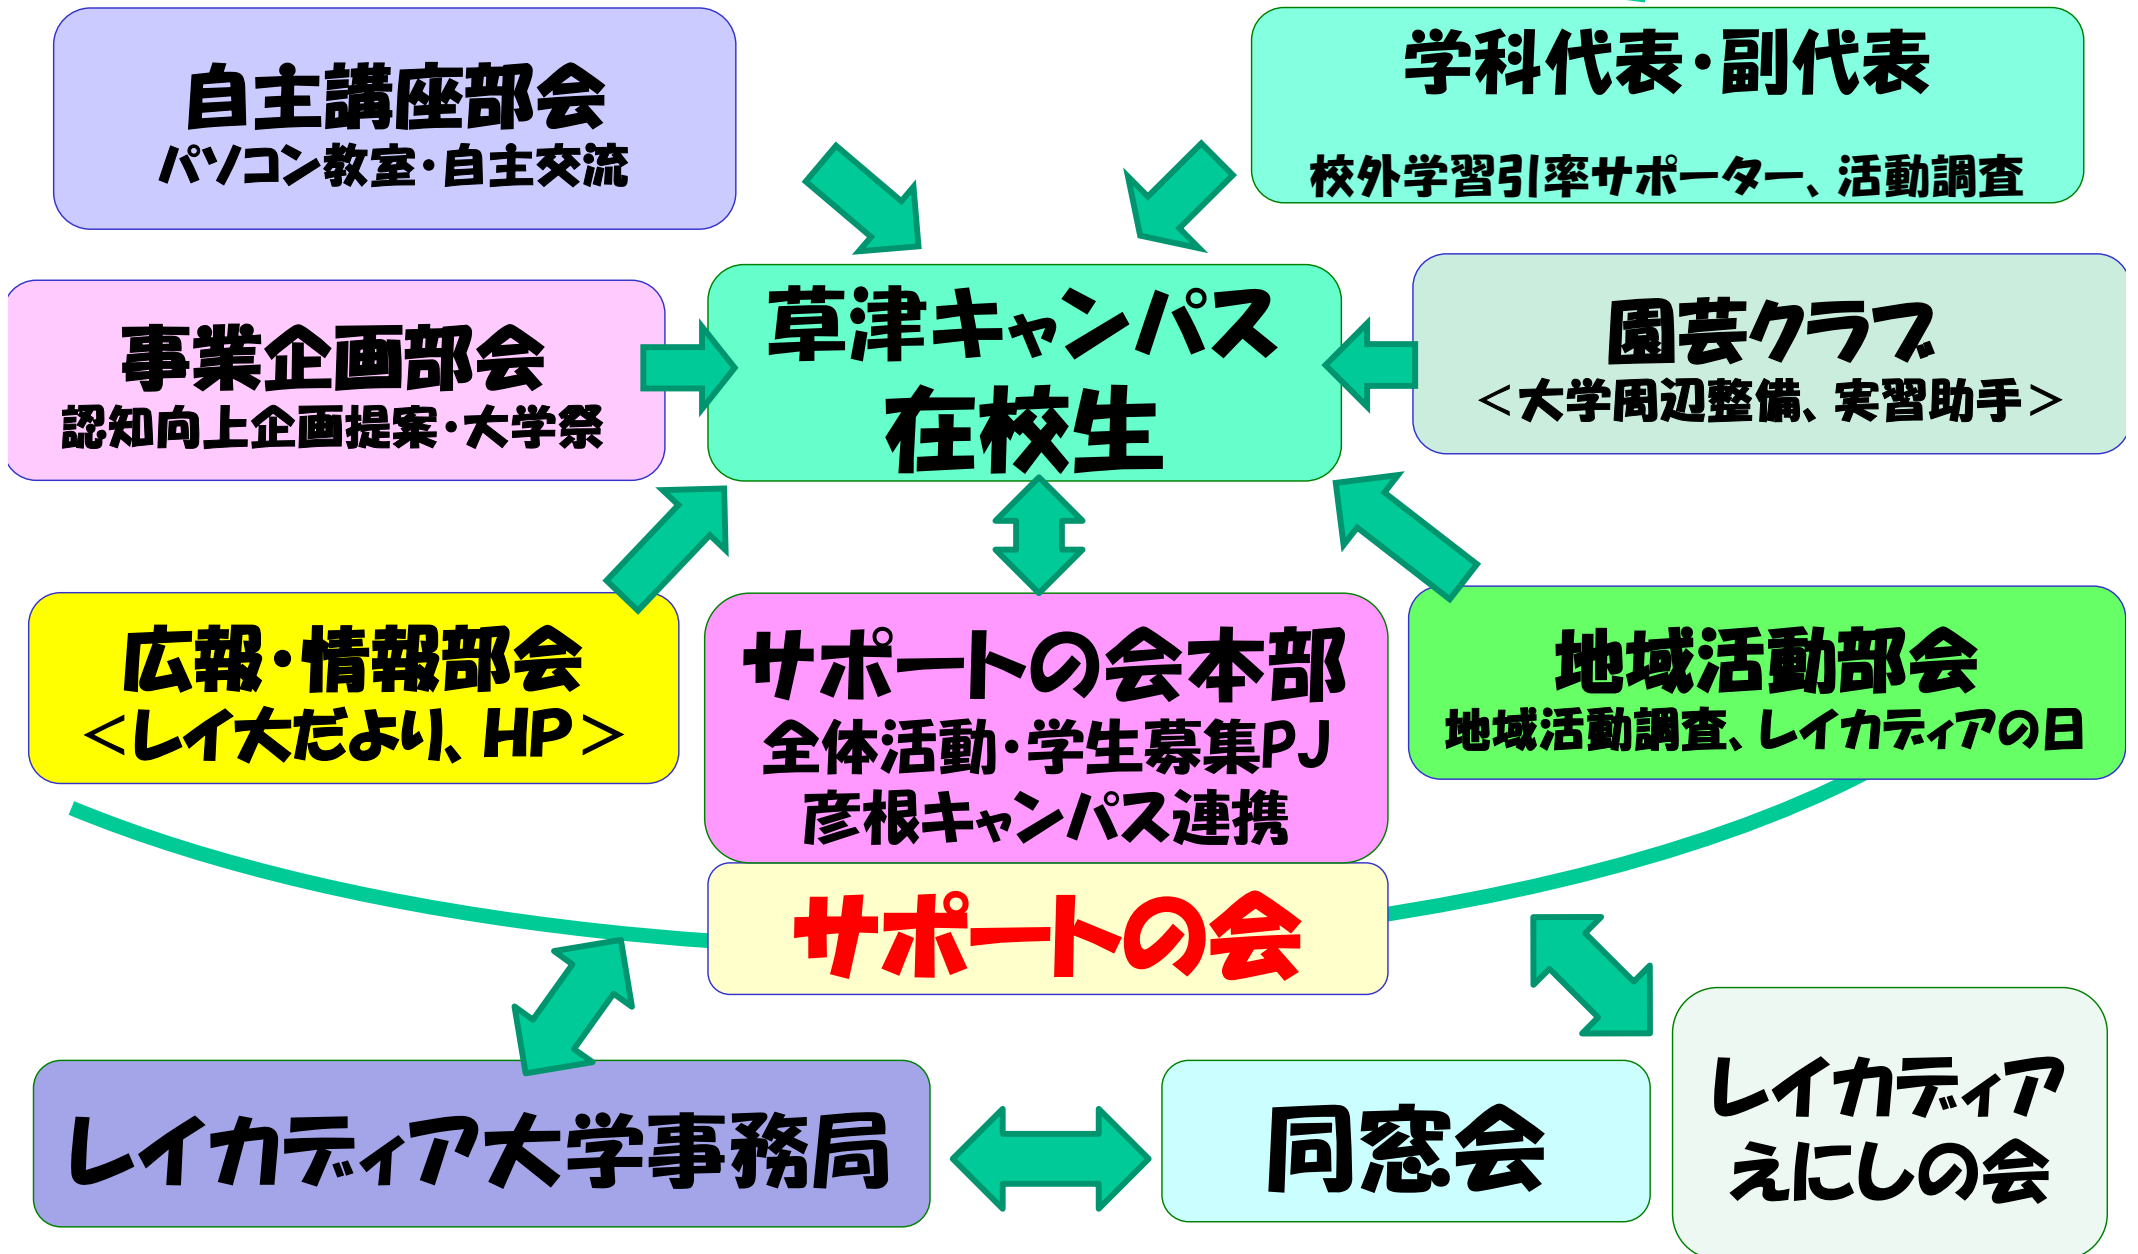 自主講座部会
パソコン教室・自主交流
学科代表・副代表
校外学習引率サポーター、活動調査
事業企画部会
認知向上企画提案・大学祭
草津キャンパス
在校生
園芸クラブ
＜大学周辺整備、実習助手＞
広報・情報部会
＜レイ大だより、HP＞
サポートの会本部
全体活動・学生募集PJ
彦根キャンパス連携
地域活動部会
地域活動調査、レイカディアの日
サポートの会
レイカディア大学事務局
同窓会
レイカディア
えにしの会